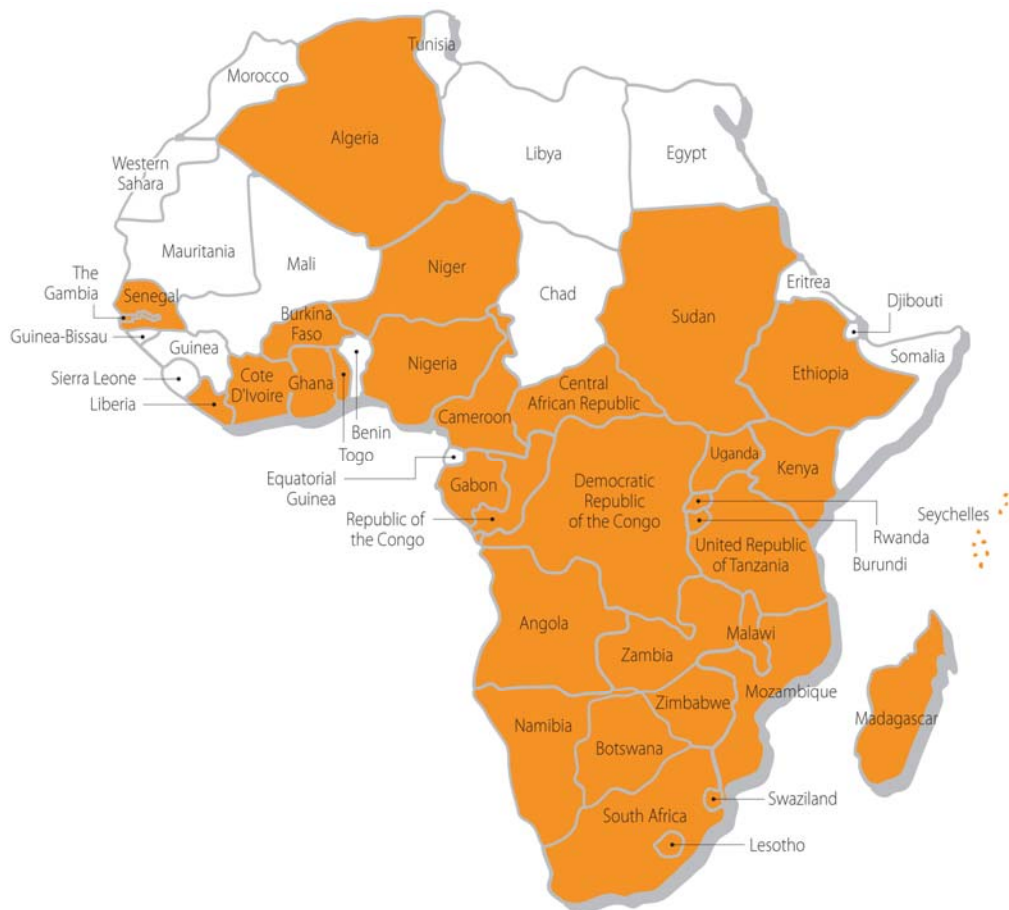 Tunisia
Morocco
Algeria
Libya
Egypt
Western
Sahara
Mauritania
Mali
Niger
Chad
Sudan
Eritrea
Djibouti
The
Gambia
Senegal
Guinea-Bissau
Guinea
Burkina
Faso
Nigeria
Somalia
Ethiopia
Sierra Leone
Cote
D'Ivoire
Ghana
Central
African Republic
Liberia
Cameroon
Benin
Togo
Uganda
Kenya
Equatorial
Guinea
Gabon
Democratic
Republic
of the Congo
Republic of
the Congo
Seychelles
Rwanda
United Republic
of Tanzania
Burundi
Angola
Malawi
Zambia
Mozambique
Zimbabwe
Namibia
Botswana
Madagascar
Swaziland
South Africa
Lesotho